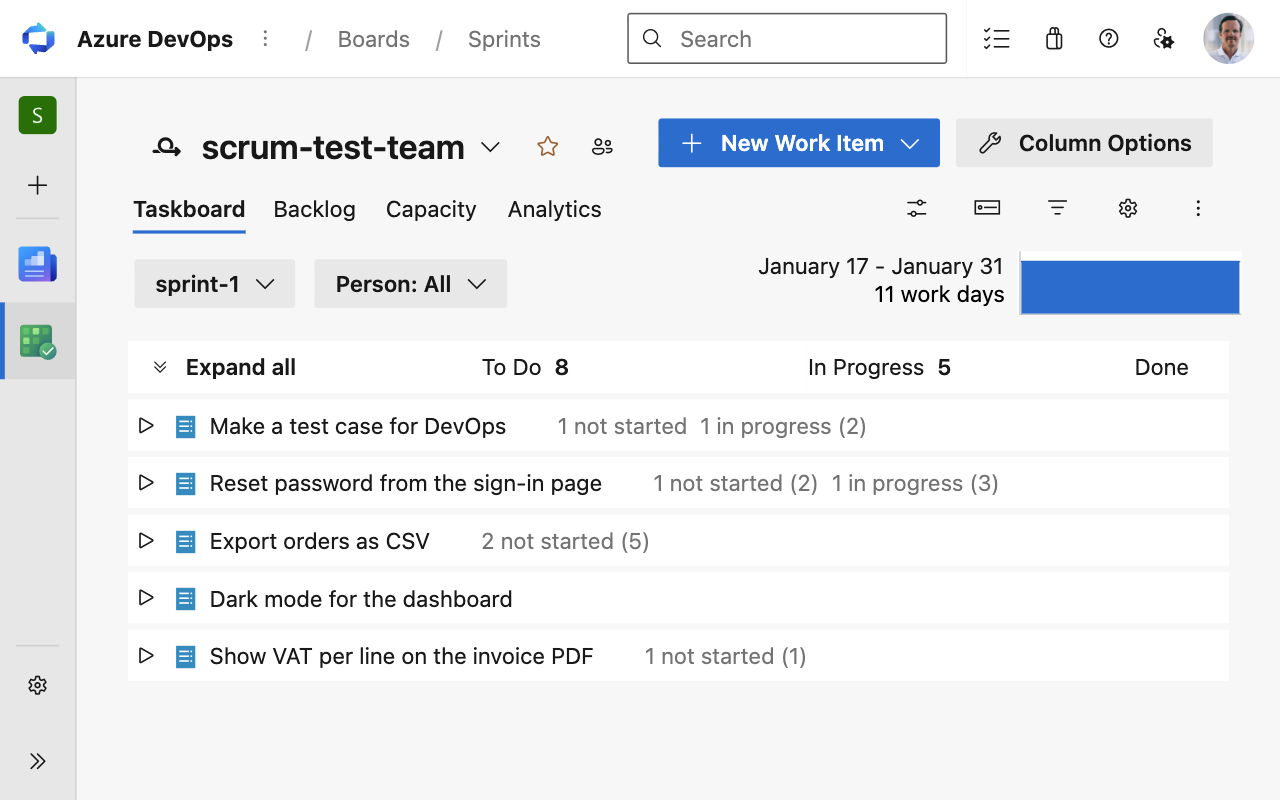 Azure DevOps / Boards / Sprints
Search
S
scrum-test-team
New Work Item
Column Options
Taskboard Backlog Capacity Analytics
sprint-1
Person: All
January 17 - January 31
11 work days
Expand all To Do 8 In Progress 5 Done
Make a test case for DevOps 1 not started 1 in progress (2)
Reset password from the sign-in page 1 not started (2) 1 in progress (3)
Export orders as CSV 2 not started (5)
Dark mode for the dashboard
Show VAT per line on the invoice PDF 1 not started (1)